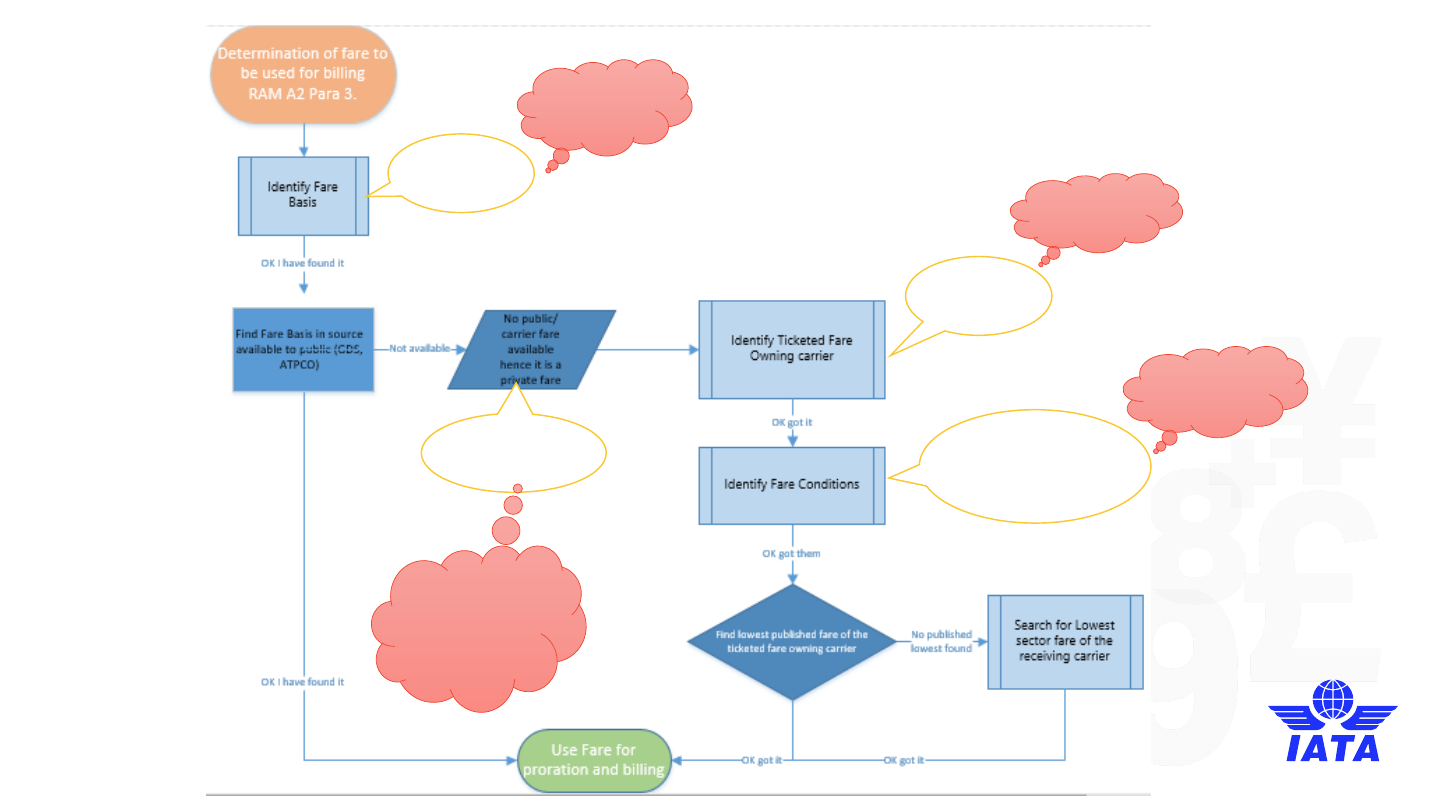 Determination of fare to
be used for billing
RAM A2 Para 3.
Identify Fare
Basis
OK I have found it
Find Fare Basis in source
available to public (GDS,
ATPCO)
Not available
No public/
carrier fare
available
hence it is a
private fare
Identify Ticketed Fare
Owning carrier
OK got it
Identify Fare Conditions
OK got them
Find lowest published fare of the
ticketed fare owning carrier
No published
lowest found
Search for Lowest
sector fare of the
receiving carrier
OK I have found it
Use Fare for
proration and billing
OK got it
OK got it
¥
+
8
£
9
IATA